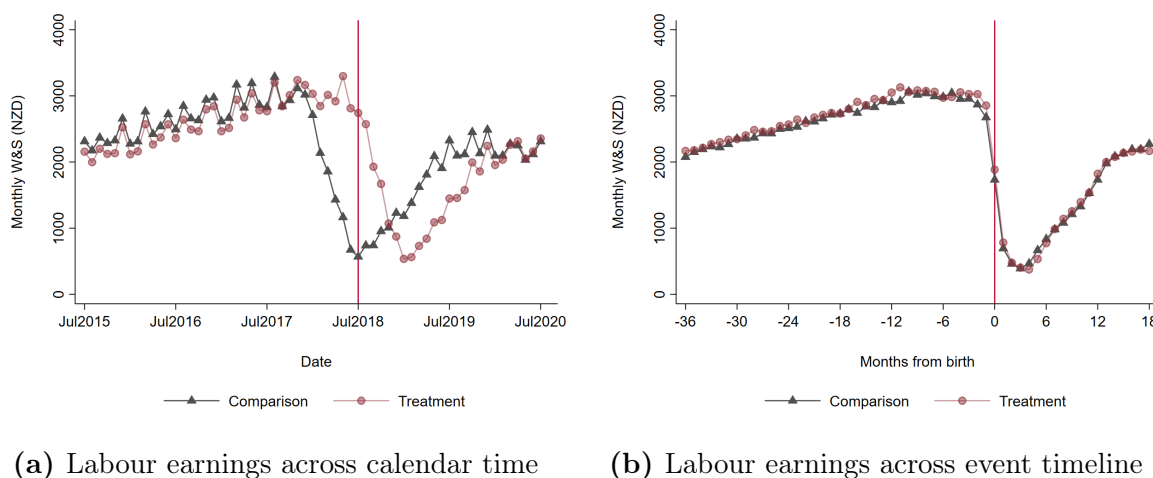 Monthly W&S (NZD)
4000
3000
2000
1000
0
Jul2015 Jul2016 Jul2017 Jul2018 Jul2019 Jul2020
Date
Comparison Treatment
(a) Labour earnings across calendar time
Monthly W&S (NZD)
4000
3000
2000
1000
0
-36 -30 -24 -18 -12 -6 0 6 12 18
Months from birth
Comparison Treatment
(b) Labour earnings across event timeline